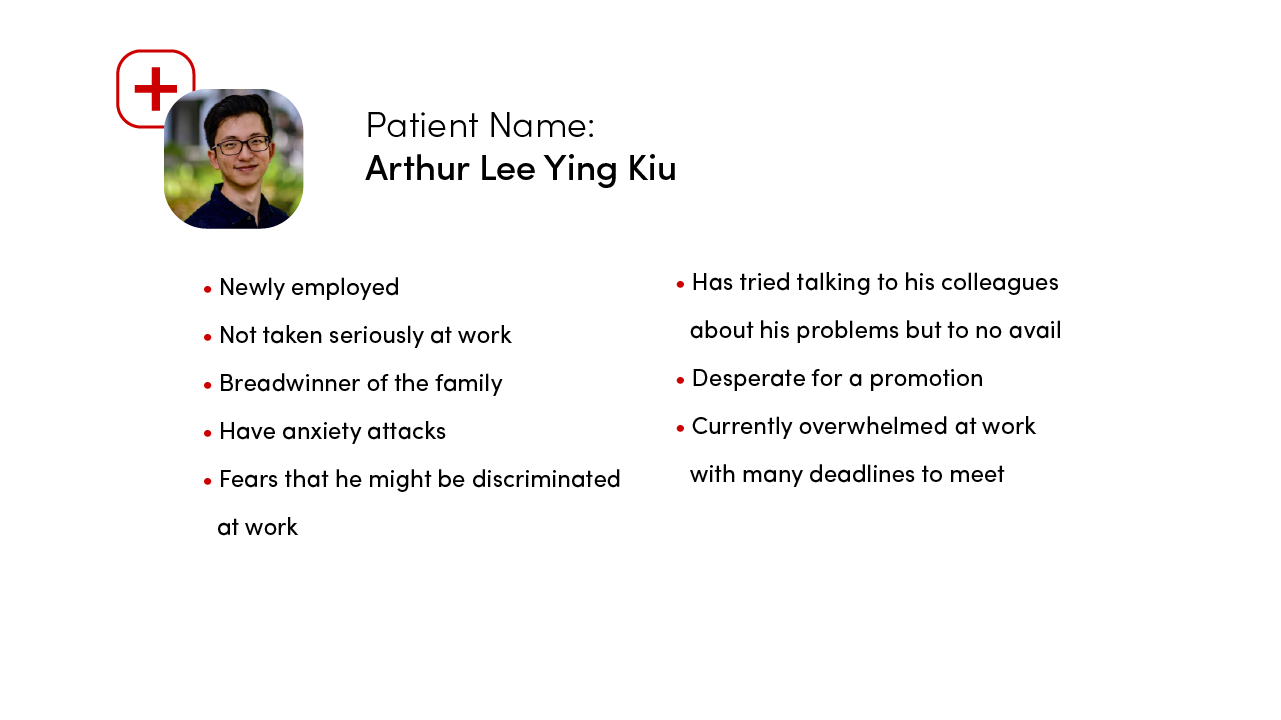 Patient Name:
Arthur Lee Ying Kiu
• Newly employed
• Not taken seriously at work
• Breadwinner of the family
• Have anxiety attacks
• Fears that he might be discriminated
at work
• Has tried talking to his colleagues
about his problems but to no avail
• Desperate for a promotion
• Currently overwhelmed at work
with many deadlines to meet